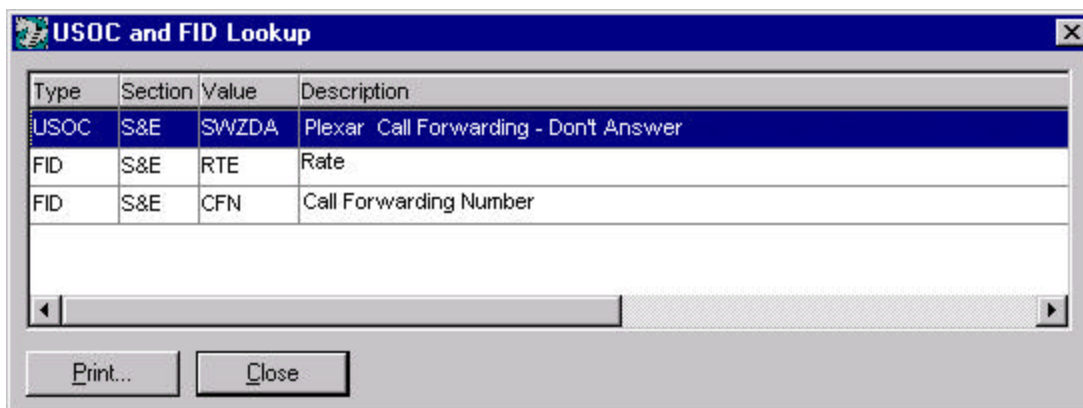 USOC and FID Lookup
Type Section Value Description
USOC S&E SWZDA Plexar Call Forwarding - Don't Answer
FID S&E RTE Rate
FID S&E CFN Call Forwarding Number
Print... Close